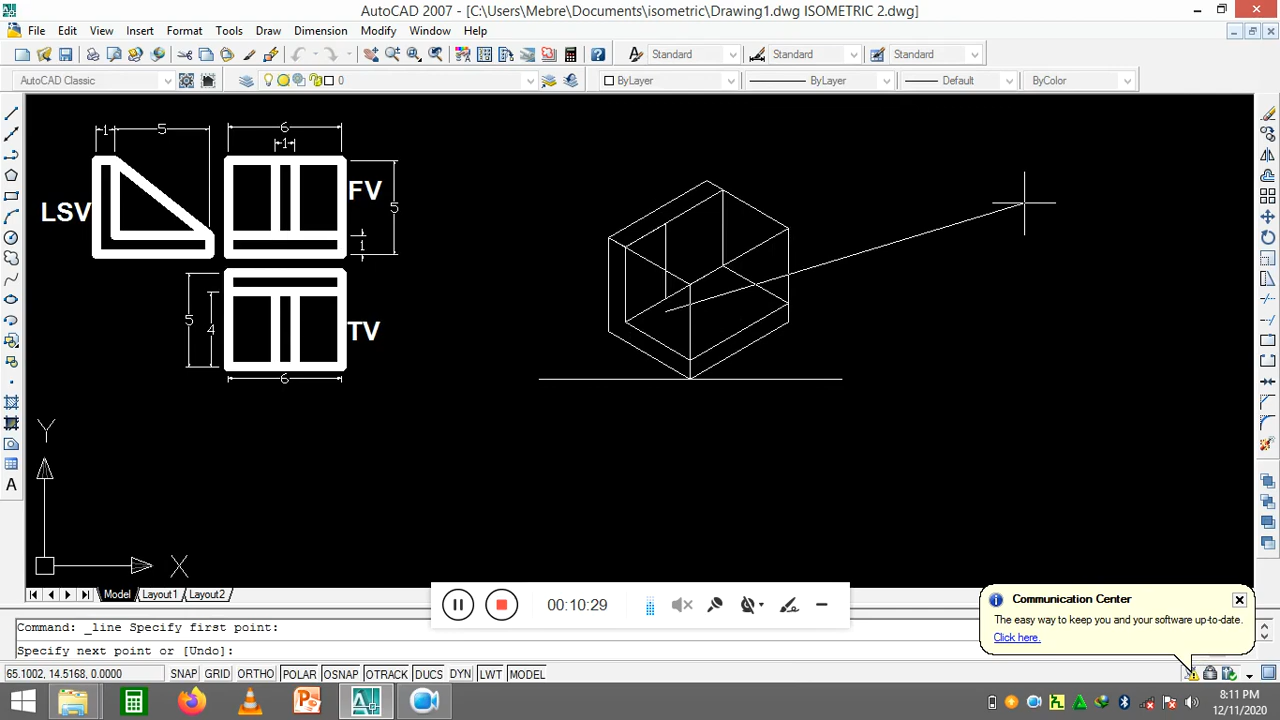 AutoCAD 2007 - [C:\Users\Mebre\Documents\isometric\Drawing1.dwg ISOMETRIC 2.dwg]
File Edit View Insert Format Tools Draw Dimension Modify Window Help
Standard Standard Standard
AutoCAD Classic 0 ByLayer ByLayer Default ByColor
1 5 6
1
LSV FV 5
1
5 4 TV
6
Y
X
A
Model Layout1 Layout2
00:10:29
Communication Center
The easy way to keep you and your software up-to-date.
Click here.
Command: _line Specify first point:
Specify next point or [Undo]:
65.1002, 14.5168, 0.0000 SNAP GRID ORTHO POLAR OSNAP OTRACK DUCS DYN LWT MODEL
8:11 PM
12/11/2020